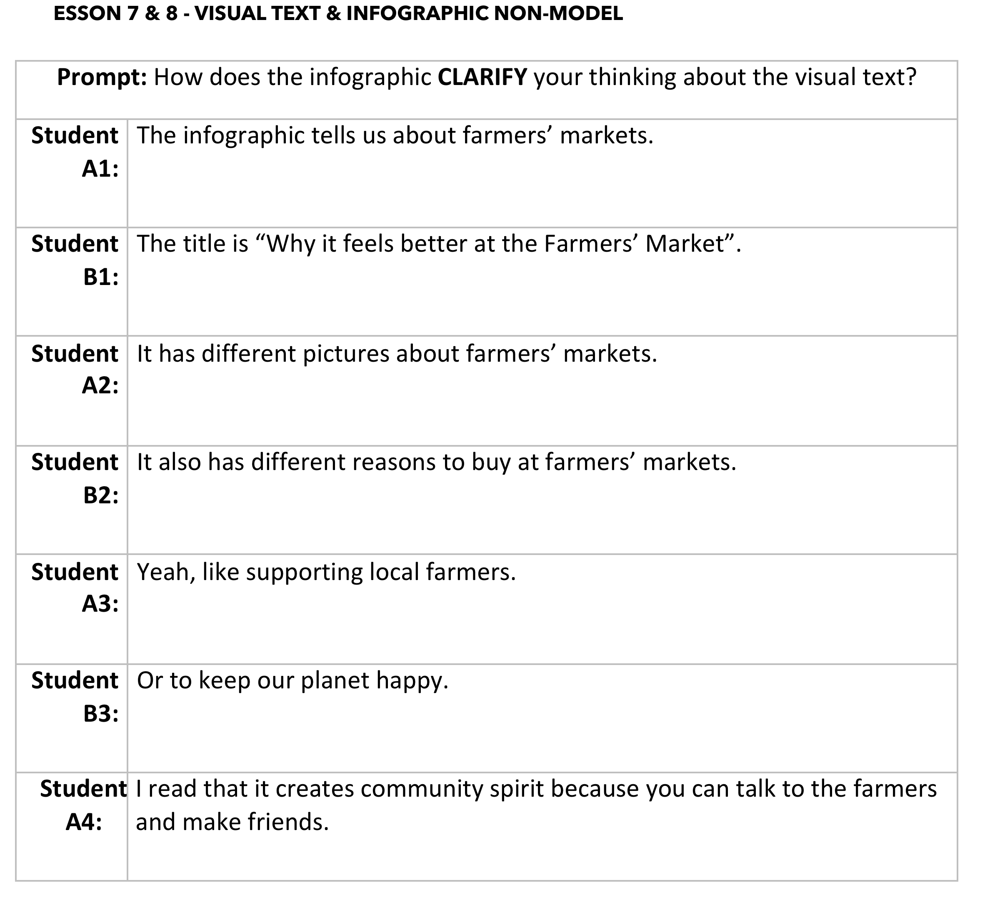 ESSON 7 & 8 - VISUAL TEXT & INFOGRAPHIC NON-MODEL
Prompt: How does the infographic CLARIFY your thinking about the visual text?
Student A1: The infographic tells us about farmers’ markets.
Student B1: The title is “Why it feels better at the Farmers’ Market”.
Student A2: It has different pictures about farmers’ markets.
Student B2: It also has different reasons to buy at farmers’ markets.
Student A3: Yeah, like supporting local farmers.
Student B3: Or to keep our planet happy.
Student A4: I read that it creates community spirit because you can talk to the farmers
and make friends.